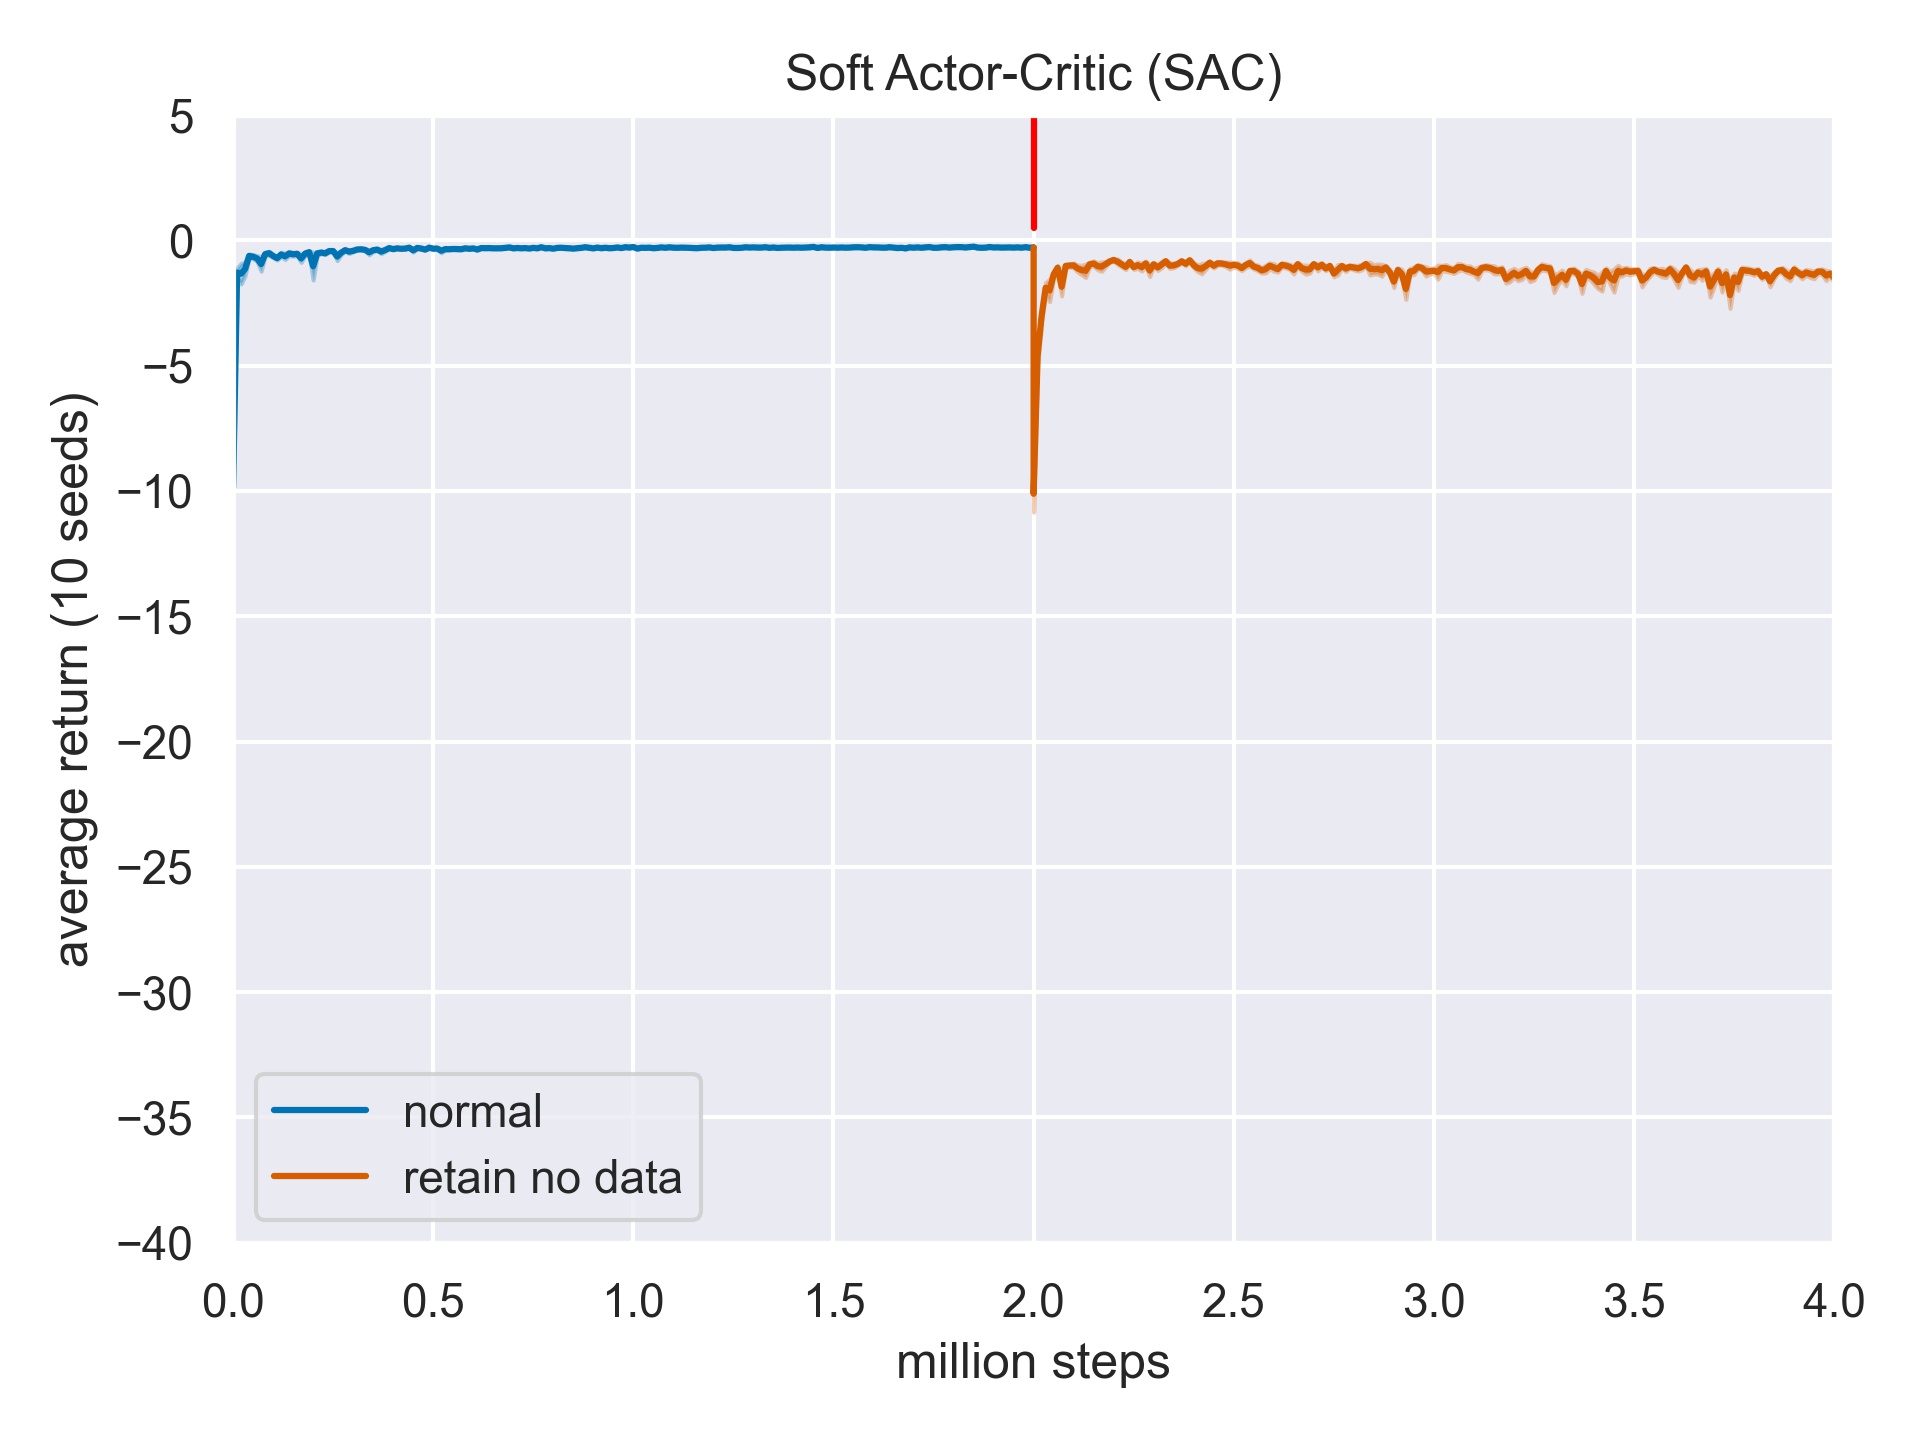 Soft Actor-Critic (SAC)
5
0
−5
−10
−15
−20
−25
−30
−35
−40
average return (10 seeds)
normal
retain no data
0.0 0.5 1.0 1.5 2.0 2.5 3.0 3.5 4.0
million steps